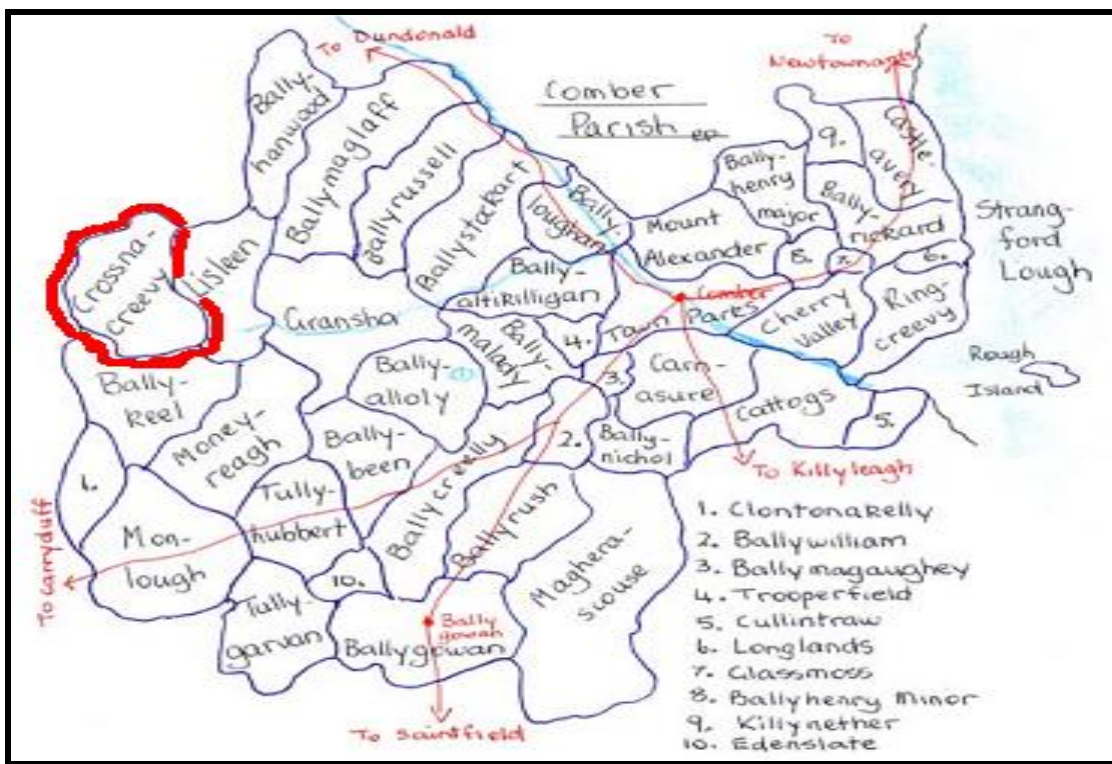 To Dundonald
To
Newtownards
Comber
Parish
EP
Bally-
hanwood
Ballymaglaff
Ballyrussell
Ballystockart
Bally-
loughan
Mount
Alexander
Bally-
henry
major
9.
Castle-
avery
Bally-
rickard
8.
7.
6.
Strang-
ford
Lough
Crossna-
creevy
Lisleen
Gransha
Bally-
altikilligan
Comber
Town Parks
Cherry
Valley
Ring-
creevy
Rough
Island
Bally-
keel
Money-
reagh
Bally-
alloly
Bally-
malady
4.
3.
Carn-
asure
Cattogs
5.
Bally-
been
2.
Bally-
nichol
To Killyleagh
1.
Tully-
hubbert
Ballycreelly
Ballyrush
Maghera-
scouse
Mon-
lough
To Carryduff
10.
Tully-
garvan
Bally
gowan
Ballygowan
To Saintfield
1. Clontonakelly
2. Ballywilliam
3. Ballymagaughey
4. Trooperfield
5. Cullintraw
6. Longlands
7. Glassmoss
8. Ballyhenry Minor
9. Killynether
10. Edenslate